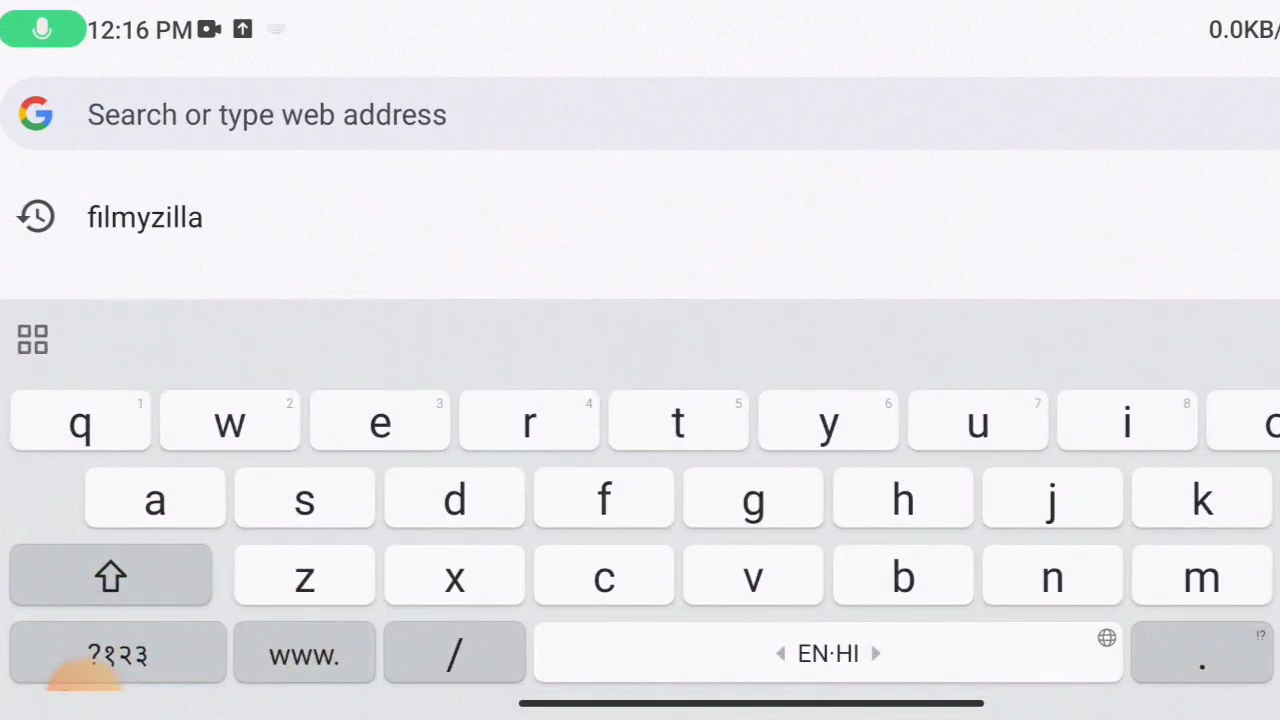 12:16 PM 0.0KB/
Search or type web address
filmyzilla
q 1 w 2 e 3 r 4 t 5 y 6 u 7 i 8
a s d f g h j k
z x c v b n m
?१२३ www. / EN·HI . !?